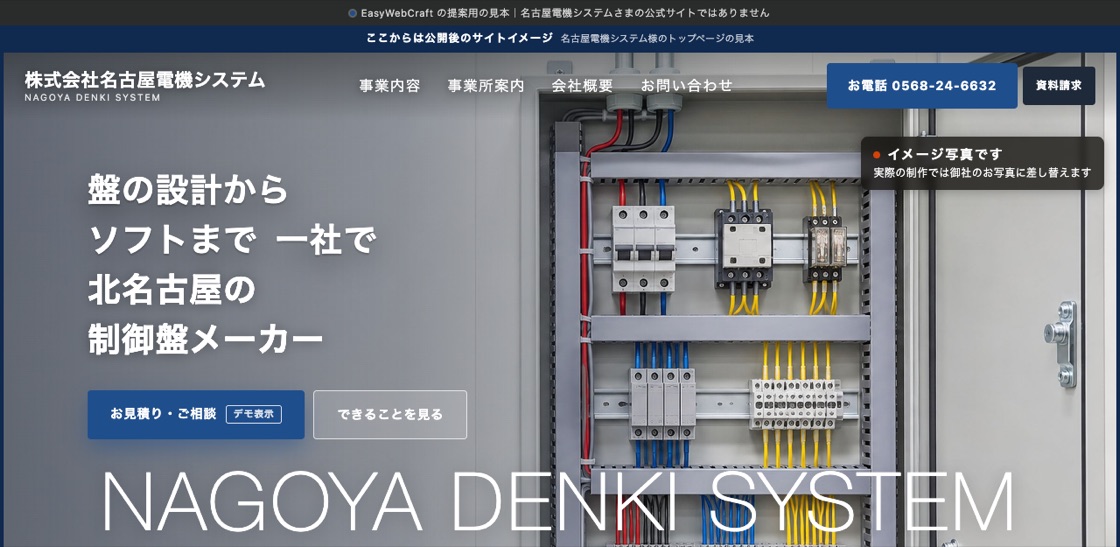 EasyWebCraft の提案用の見本｜名古屋電機システムさまの公式サイトではありません
ここからは公開後のサイトイメージ 名古屋電機システム様のトップページの見本
株式会社名古屋電機システム
NAGOYA DENKI SYSTEM
事業内容 事業所案内 会社概要 お問い合わせ
お電話 0568-24-6632
資料請求
イメージ写真です
実際の制作では御社のお写真に差し替えます
盤の設計から
ソフトまで 一社で
北名古屋の
制御盤メーカー
お見積り・ご相談 デモ表示
できることを見る
NAGOYA DENKI SYSTEM